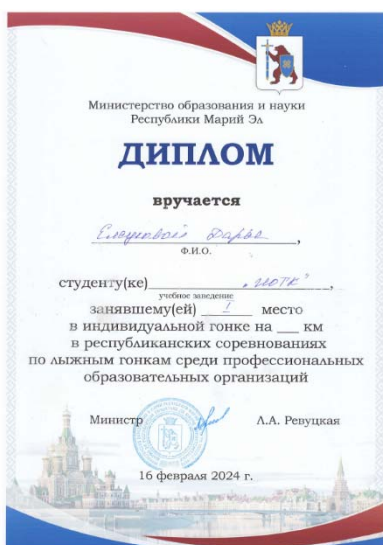 Министерство образования и науки
Республики Марий Эл
ДИПЛОМ
вручается
Дарье,
Ф.И.О.
студенту(ке)
учебное заведение
занявшему(ей) I место
в индивидуальной гонке на ___ км
в республиканских соревнованиях
по лыжным гонкам среди профессиональных
образовательных организаций
Министр Л.А. Ревуцкая
16 февраля 2024 г.